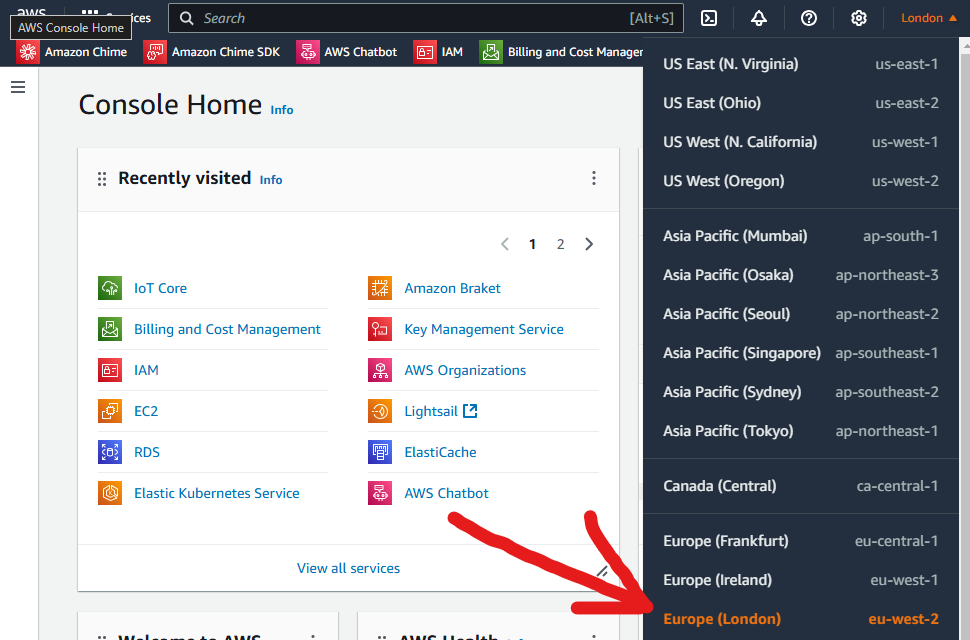 aws
Services
Search
[Alt+S]
London
AWS Console Home
Amazon Chime
Amazon Chime SDK
AWS Chatbot
IAM
Billing and Cost Manager
Console Home Info
Recently visited Info
1 2
IoT Core
Amazon Braket
Billing and Cost Management
Key Management Service
IAM
AWS Organizations
EC2
Lightsail
RDS
ElastiCache
Elastic Kubernetes Service
AWS Chatbot
View all services
Welcome to AWS
AWS Health
US East (N. Virginia) us-east-1
US East (Ohio) us-east-2
US West (N. California) us-west-1
US West (Oregon) us-west-2
Asia Pacific (Mumbai) ap-south-1
Asia Pacific (Osaka) ap-northeast-3
Asia Pacific (Seoul) ap-northeast-2
Asia Pacific (Singapore) ap-southeast-1
Asia Pacific (Sydney) ap-southeast-2
Asia Pacific (Tokyo) ap-northeast-1
Canada (Central) ca-central-1
Europe (Frankfurt) eu-central-1
Europe (Ireland) eu-west-1
Europe (London) eu-west-2